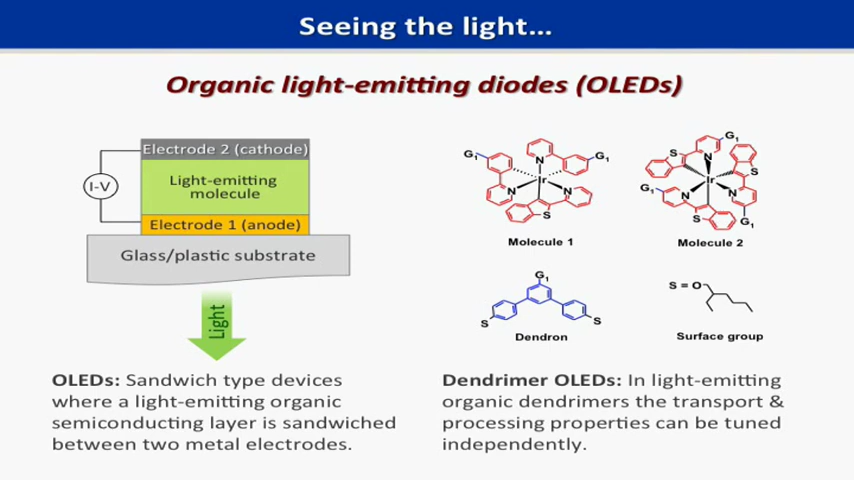 Seeing the light...
Organic light-emitting diodes (OLEDs)
Electrode 2 (cathode)
I-V
Light-emitting
molecule
Electrode 1 (anode)
Glass/plastic substrate
Light
G1
G1
N
Ir
N
N
S
Molecule 1
G1
S
N
S
Ir
G1
N
N
S
G1
Molecule 2
G1
S
S
Dendron
S = O
Surface group
OLEDs: Sandwich type devices
where a light-emitting organic
semiconducting layer is sandwiched
between two metal electrodes.
Dendrimer OLEDs: In light-emitting
organic dendrimers the transport &
processing properties can be tuned
independently.